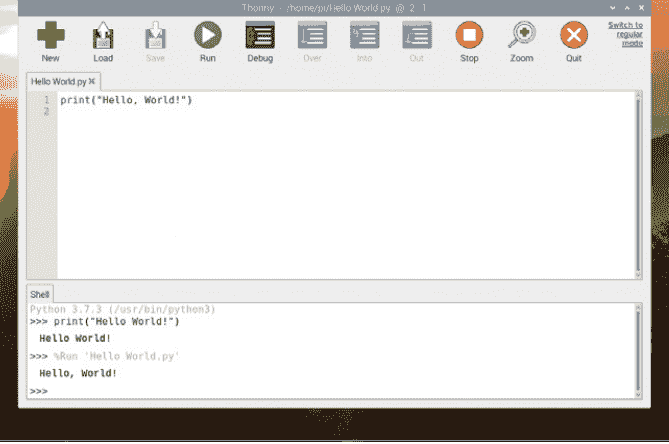 Thonny - /home/pi/Hello World.py @ 2 : 1
New Load Save Run Debug Over Into Out Stop Zoom Quit
Switch to
regular
mode
Hello World.py ×
1 print("Hello, World!")
2
Shell
Python 3.7.3 (/usr/bin/python3)
>>> print("Hello World!")
Hello World!
>>> %Run 'Hello World.py'
Hello, World!
>>>